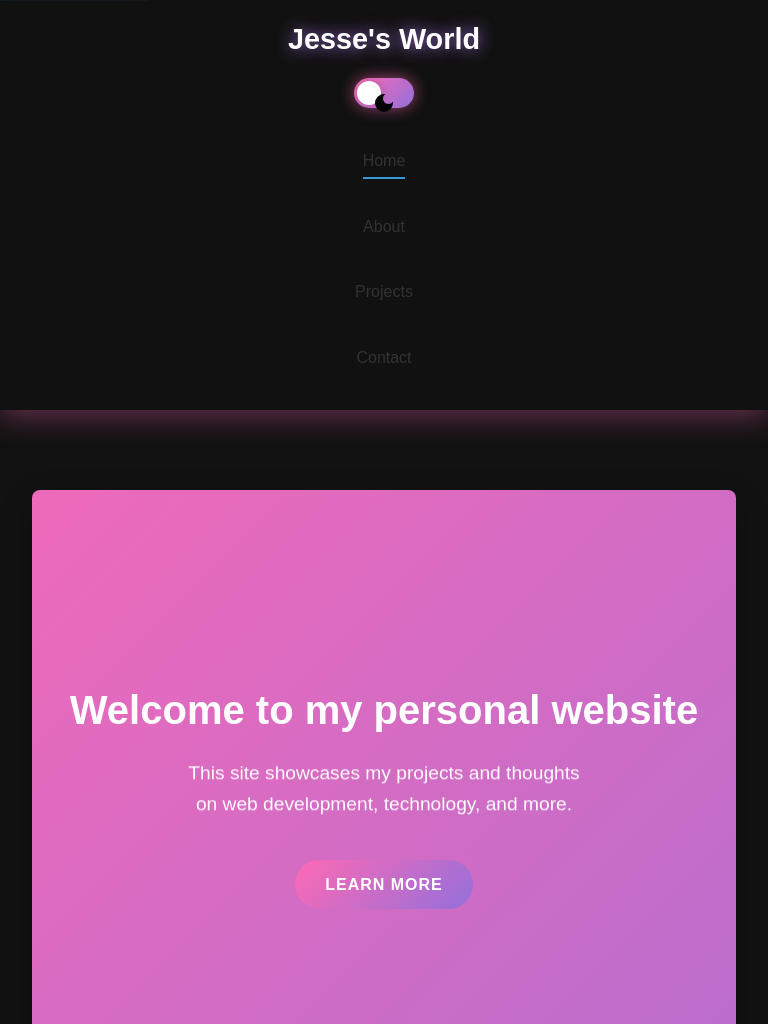 Jesse's World
Home
About
Projects
Contact
Welcome to my personal website
This site showcases my projects and thoughts
on web development, technology, and more.
LEARN MORE